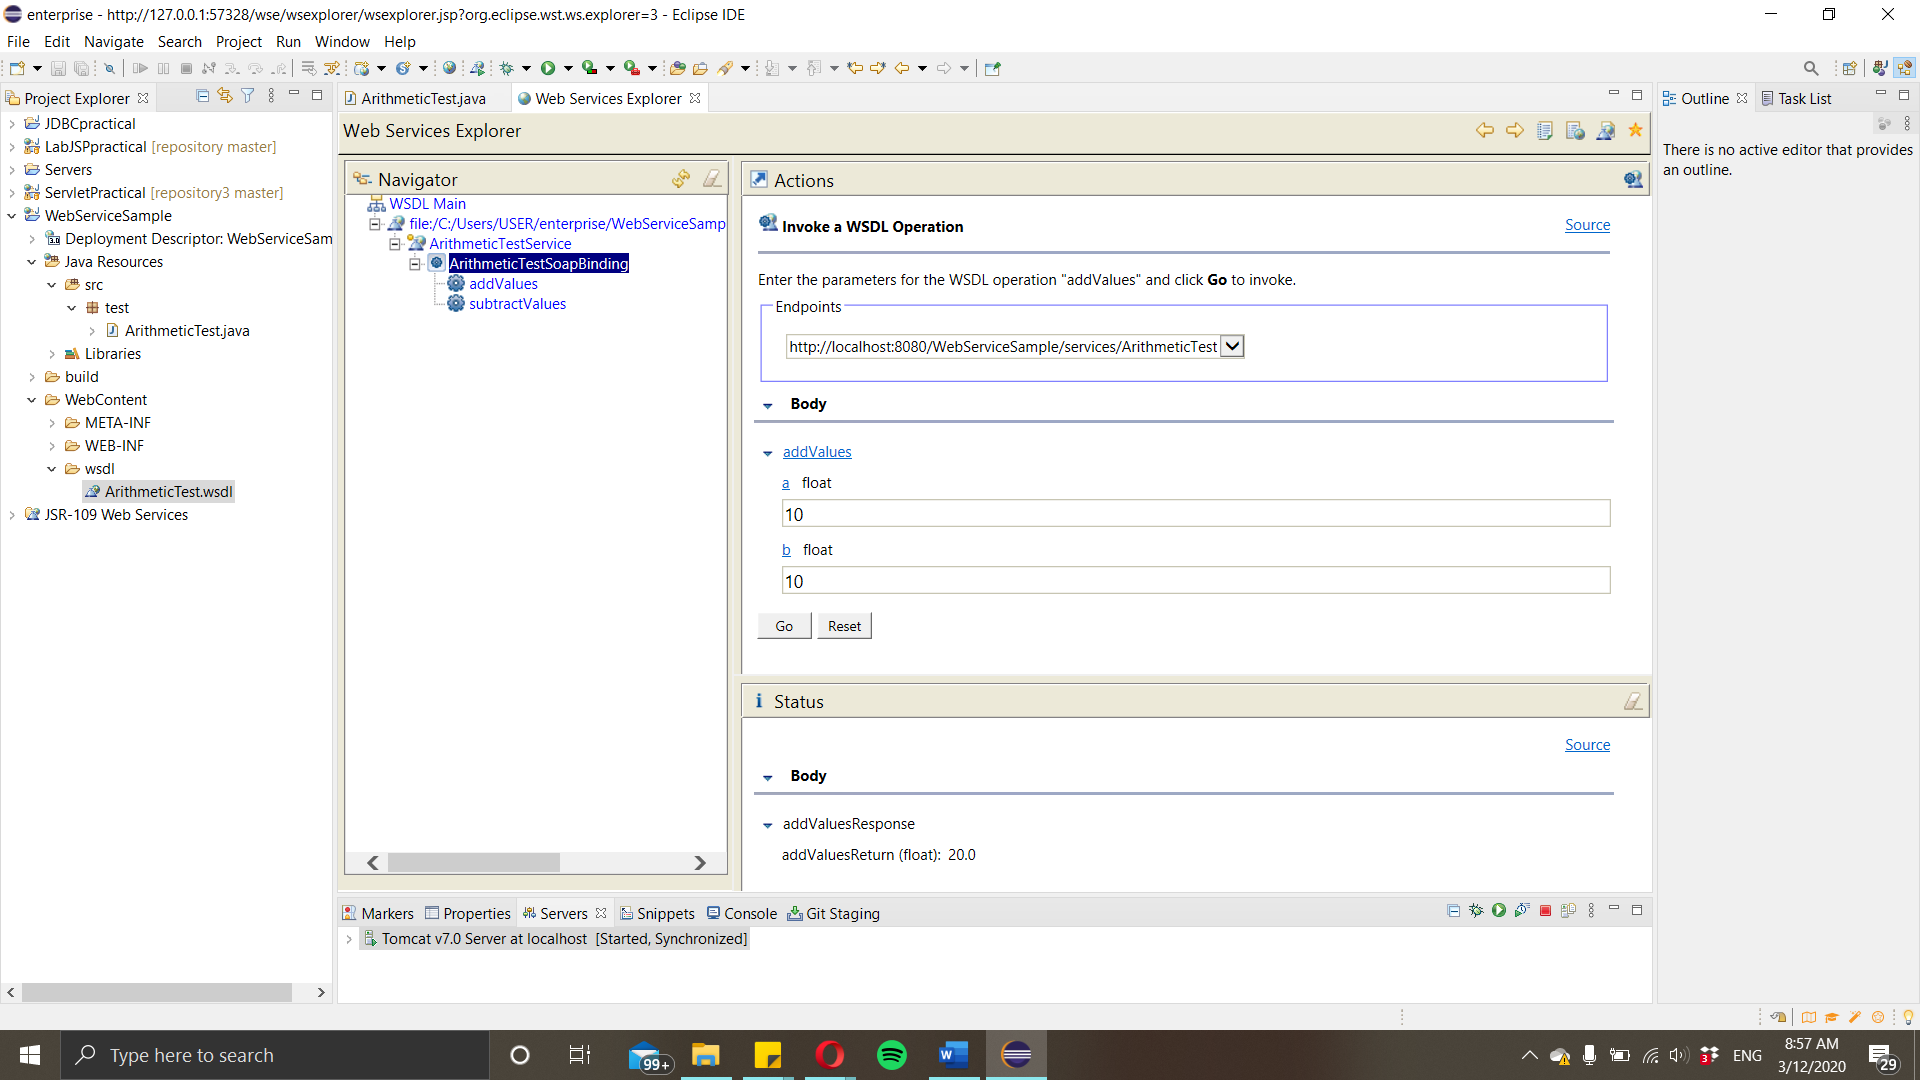 enterprise - http://127.0.0.1:57328/wse/wsexplorer/wsexplorer.jsp?org.eclipse.wst.ws.explorer=3 - Eclipse IDE
File Edit Navigate Search Project Run Window Help
Project Explorer
JDBCpractical
LabJSPpractical [repository master]
Servers
ServletPractical [repository3 master]
WebServiceSample
Deployment Descriptor: WebServiceSam
Java Resources
src
test
ArithmeticTest.java
Libraries
build
WebContent
META-INF
WEB-INF
wsdl
ArithmeticTest.wsdl
JSR-109 Web Services
ArithmeticTest.java
Web Services Explorer
Web Services Explorer
Navigator
WSDL Main
file:/C:/Users/USER/enterprise/WebServiceSamp
ArithmeticTestService
ArithmeticTestSoapBinding
addValues
subtractValues
Actions
Invoke a WSDL Operation
Source
Enter the parameters for the WSDL operation "addValues" and click Go to invoke.
Endpoints
http://localhost:8080/WebServiceSample/services/ArithmeticTest
Body
addValues
a float
10
b float
10
Go Reset
Status
Source
Body
addValuesResponse
addValuesReturn (float): 20.0
Outline Task List
There is no active editor that provides
an outline.
Markers Properties Servers Snippets Console Git Staging
Tomcat v7.0 Server at localhost [Started, Synchronized]
Type here to search
99+
W
3
ENG
8:57 AM
3/12/2020
29